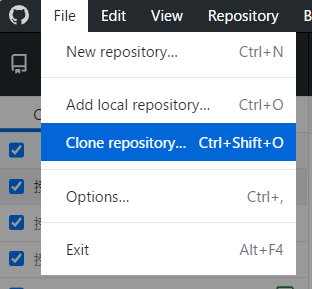 File Edit View Repository B
New repository... Ctrl+N
Add local repository... Ctrl+O
Clone repository... Ctrl+Shift+O
Options... Ctrl+,
Exit Alt+F4